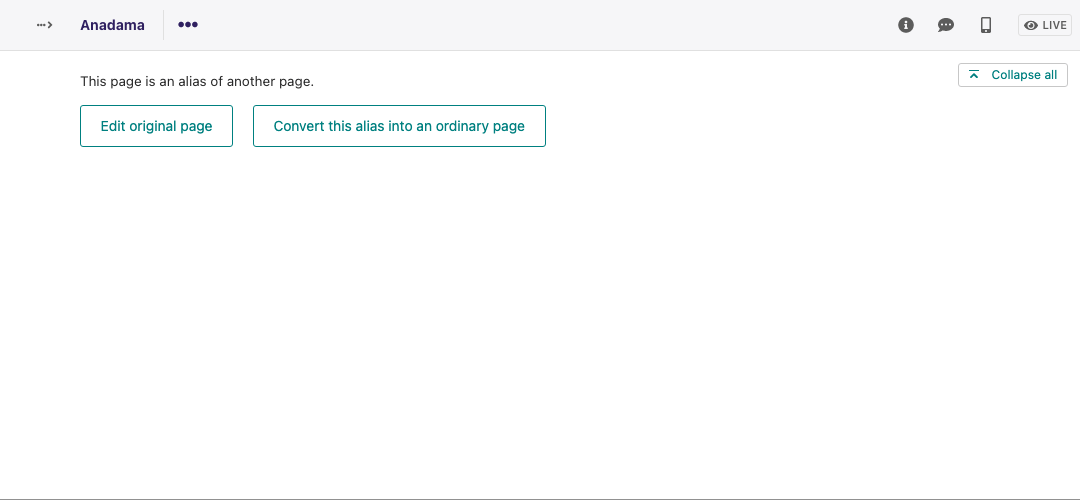 Anadama
LIVE
This page is an alias of another page.
Collapse all
Edit original page
Convert this alias into an ordinary page